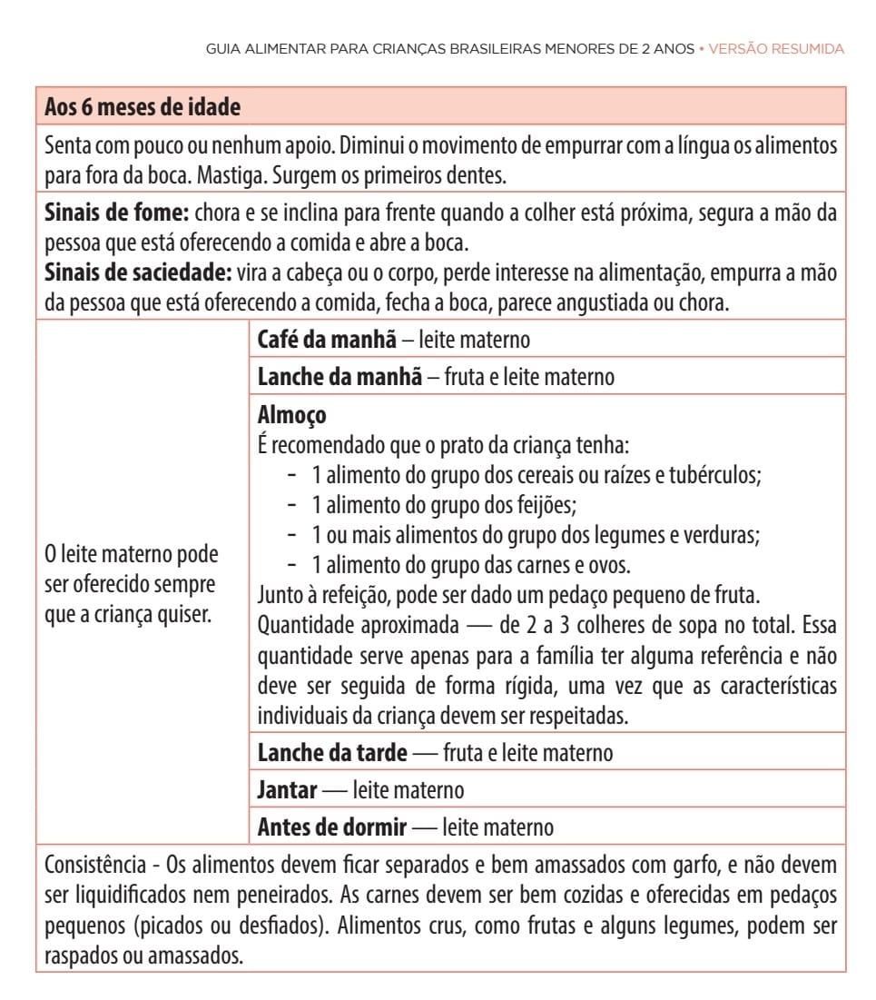 GUIA ALIMENTAR PARA CRIANÇAS BRASILEIRAS MENORES DE 2 ANOS • VERSÃO RESUMIDA
Aos 6 meses de idade
Senta com pouco ou nenhum apoio. Diminui o movimento de empurrar com a língua os alimentos
para fora da boca. Mastiga. Surgem os primeiros dentes.
Sinais de fome: chora e se inclina para frente quando a colher está próxima, segura a mão da
pessoa que está oferecendo a comida e abre a boca.
Sinais de saciedade: vira a cabeça ou o corpo, perde interesse na alimentação, empurra a mão
da pessoa que está oferecendo a comida, fecha a boca, parece angustiada ou chora.
O leite materno pode
ser oferecido sempre
que a criança quiser.
Café da manhã – leite materno
Lanche da manhã – fruta e leite materno
Almoço
É recomendado que o prato da criança tenha:
- 1 alimento do grupo dos cereais ou raízes e tubérculos;
- 1 alimento do grupo dos feijões;
- 1 ou mais alimentos do grupo dos legumes e verduras;
- 1 alimento do grupo das carnes e ovos.
Junto à refeição, pode ser dado um pedaço pequeno de fruta.
Quantidade aproximada — de 2 a 3 colheres de sopa no total. Essa
quantidade serve apenas para a família ter alguma referência e não
deve ser seguida de forma rígida, uma vez que as características
individuais da criança devem ser respeitadas.
Lanche da tarde — fruta e leite materno
Jantar — leite materno
Antes de dormir — leite materno
Consistência - Os alimentos devem ficar separados e bem amassados com garfo, e não devem
ser liquidificados nem peneirados. As carnes devem ser bem cozidas e oferecidas em pedaços
pequenos (picados ou desfiados). Alimentos crus, como frutas e alguns legumes, podem ser
raspados ou amassados.